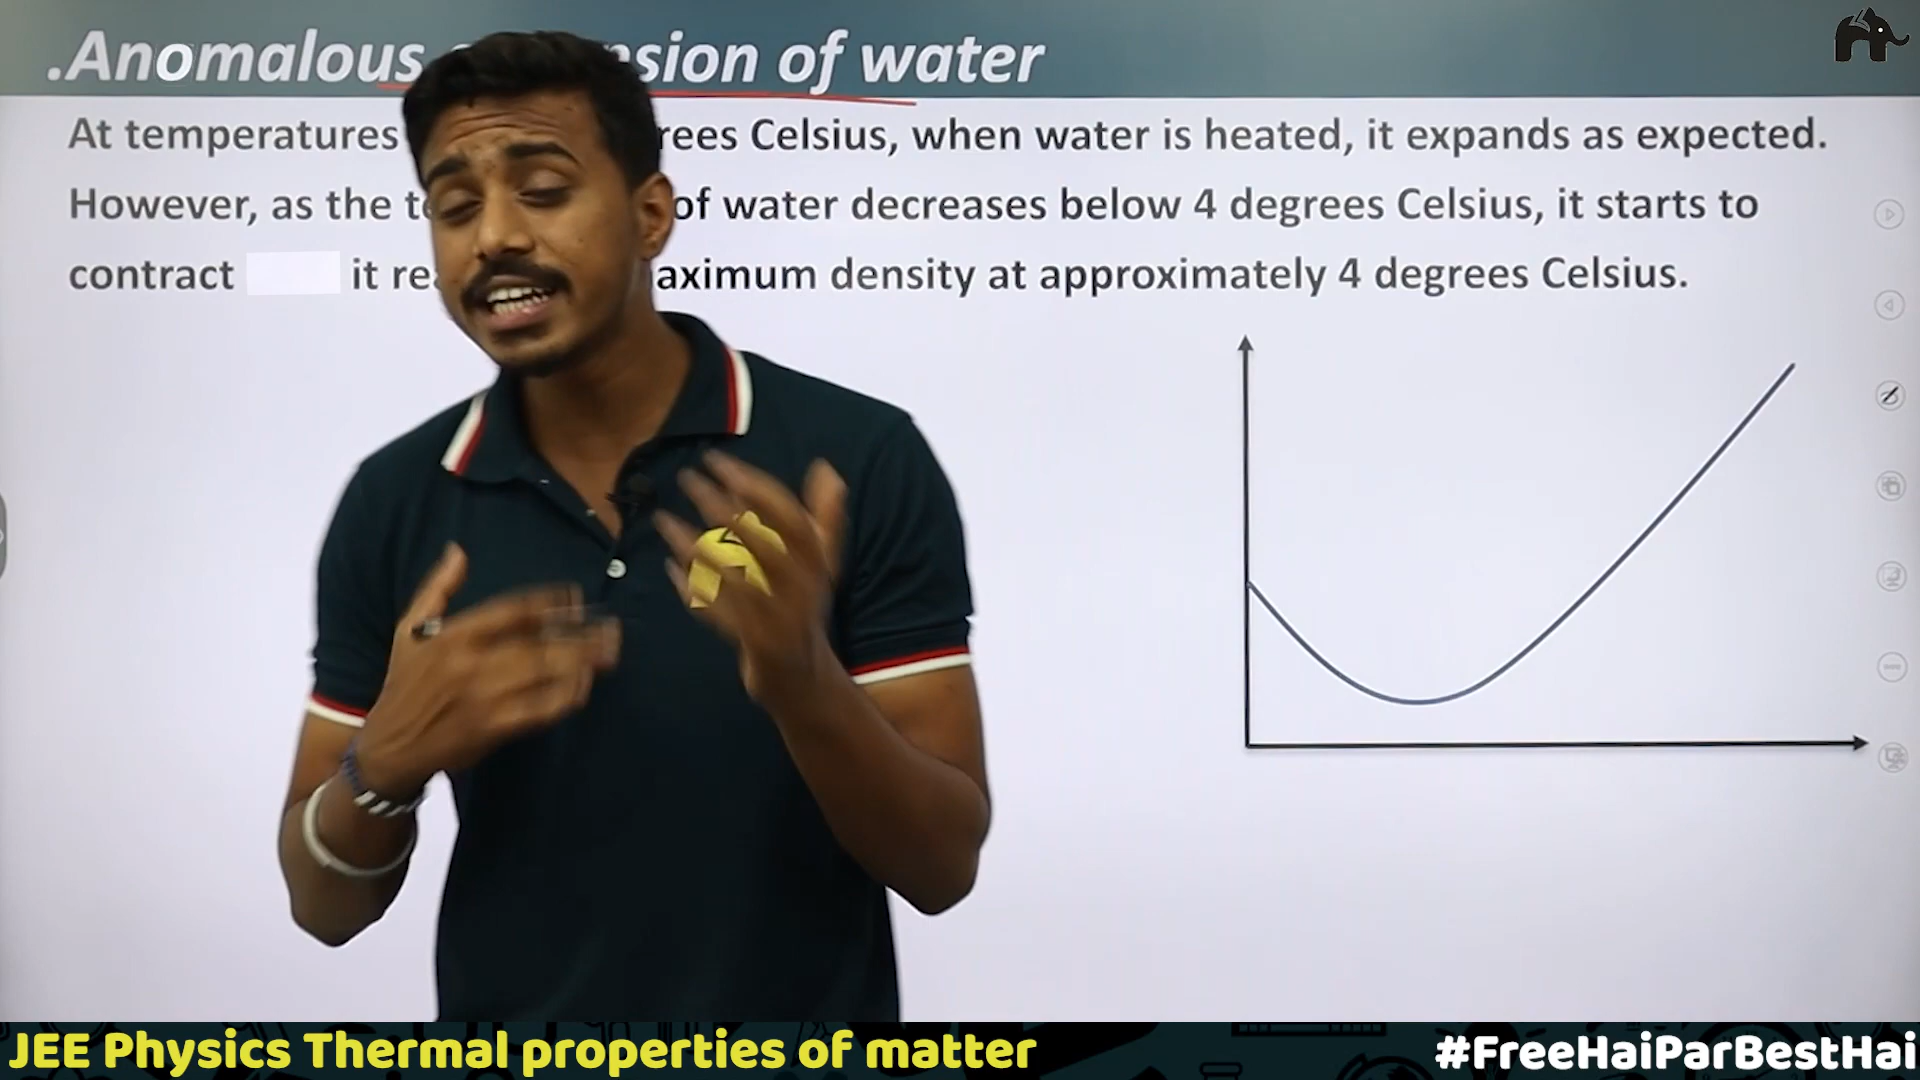 .Anomalous sion of water
At temperatures rees Celsius, when water is heated, it expands as expected.
However, as the of water decreases below 4 degrees Celsius, it starts to
contract it aximum density at approximately 4 degrees Celsius.
JEE Physics Thermal properties of matter
#FreeHaiParBestHai